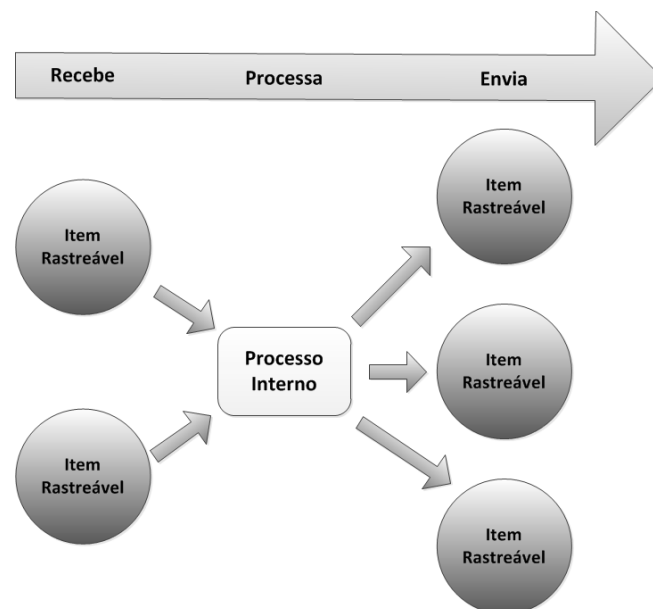 Recebe
Processa
Envia
Item
Rastreável
Item
Rastreável
Processo
Interno
Item
Rastreável
Item
Rastreável
Item
Rastreável